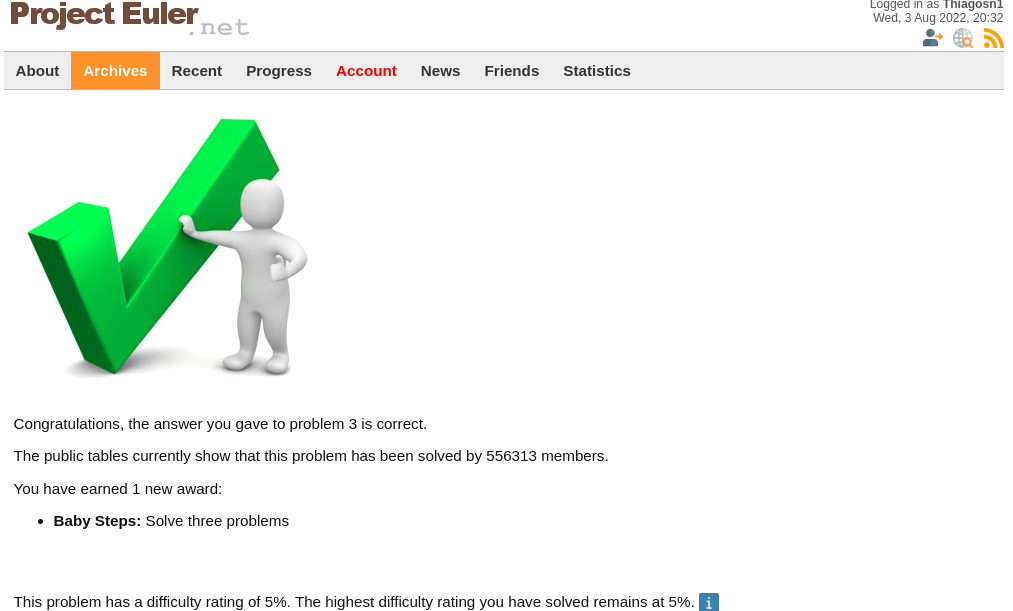 Project Euler
.net
Logged in as Thiagosn1
Wed, 3 Aug 2022, 20:32
About Archives Recent Progress Account News Friends Statistics
Congratulations, the answer you gave to problem 3 is correct.
The public tables currently show that this problem has been solved by 556313 members.
You have earned 1 new award:
• Baby Steps: Solve three problems
This problem has a difficulty rating of 5%. The highest difficulty rating you have solved remains at 5%. i